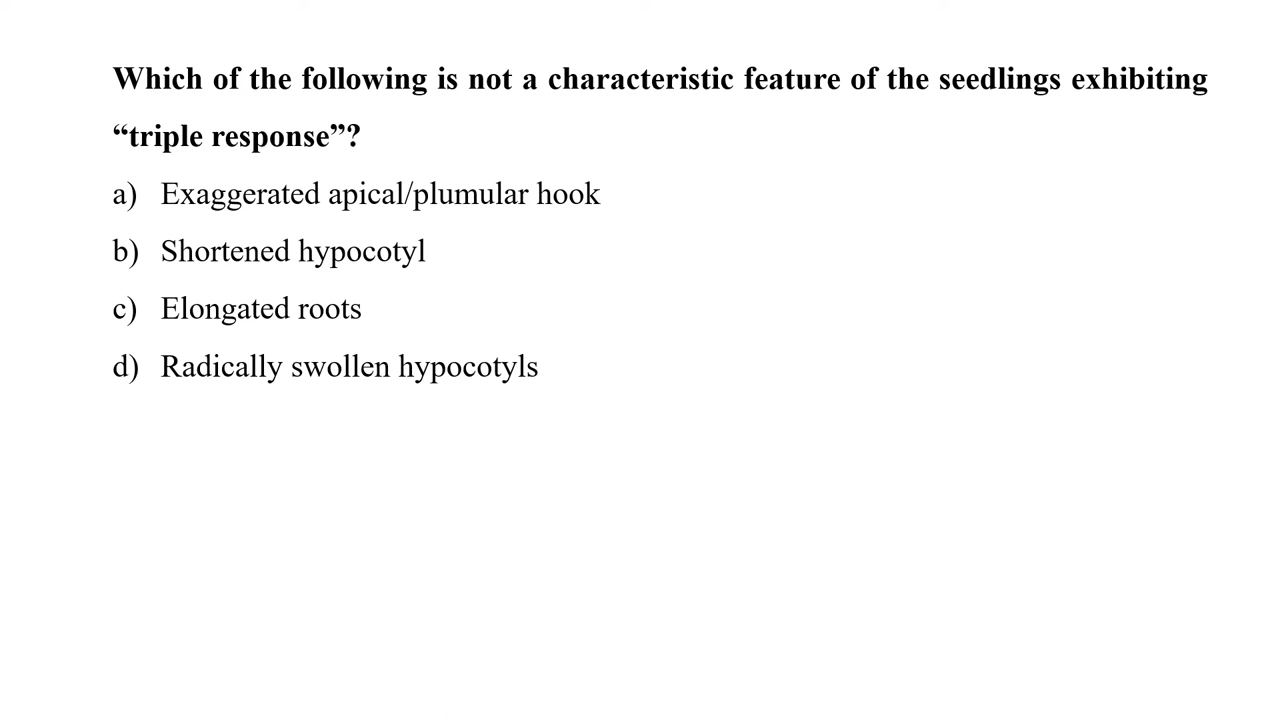 Which of the following is not a characteristic feature of the seedlings exhibiting
“triple response”?
a) Exaggerated apical/plumular hook
b) Shortened hypocotyl
c) Elongated roots
d) Radically swollen hypocotyls